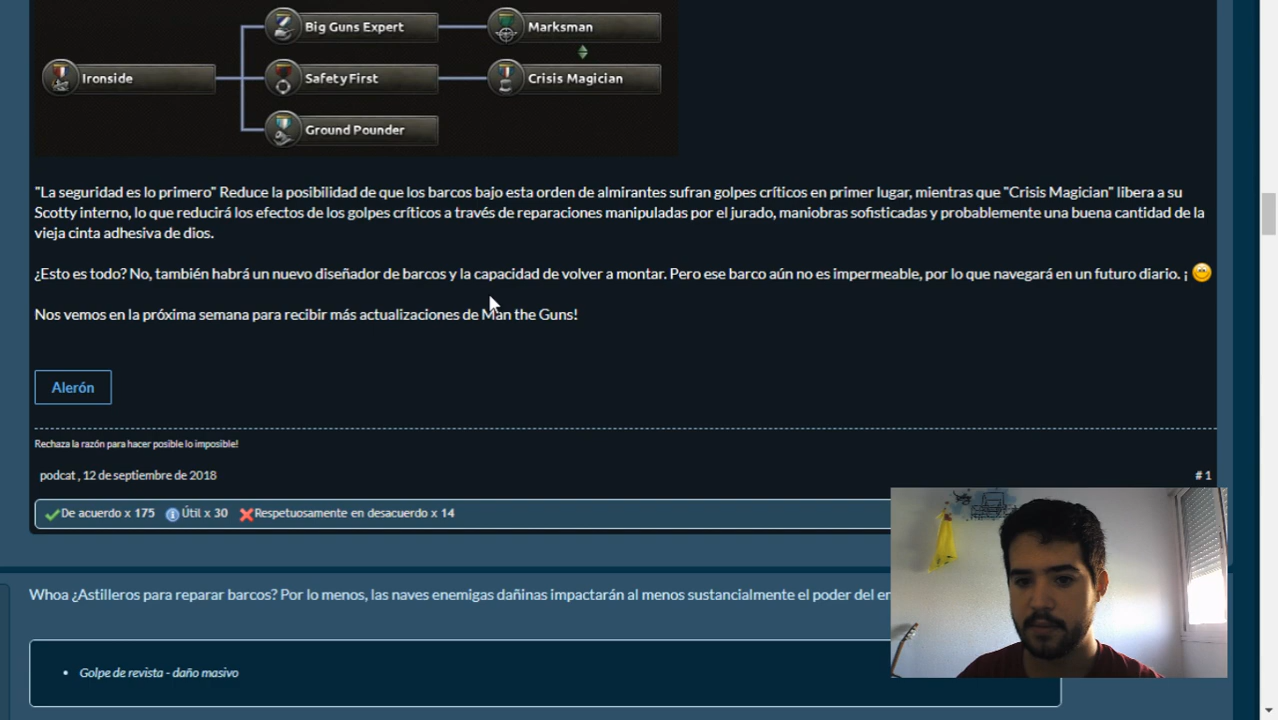 Big Guns Expert
Marksman
Ironside
Safety First
Crisis Magician
Ground Pounder
"La seguridad es lo primero" Reduce la posibilidad de que los barcos bajo esta orden de almirantes sufran golpes críticos en primer lugar, mientras que "Crisis Magician" libera a su
Scotty interno, lo que reducirá los efectos de los golpes críticos a través de reparaciones manipuladas por el jurado, maniobras sofisticadas y probablemente una buena cantidad de la
vieja cinta adhesiva de dios.
¿Esto es todo? No, también habrá un nuevo diseñador de barcos y la capacidad de volver a montar. Pero ese barco aún no es impermeable, por lo que navegará en un futuro diario. ¡
Nos vemos en la próxima semana para recibir más actualizaciones de Man the Guns!
Alerón
Rechaza la razón para hacer posible lo imposible!
podcat , 12 de septiembre de 2018
# 1
De acuerdo x 175 Útil x 30 Respetuosamente en desacuerdo x 14
Whoa ¿Astilleros para reparar barcos? Por lo menos, las naves enemigas dañinas impactarán al menos sustancialmente el poder del
• Golpe de revista - daño masivo